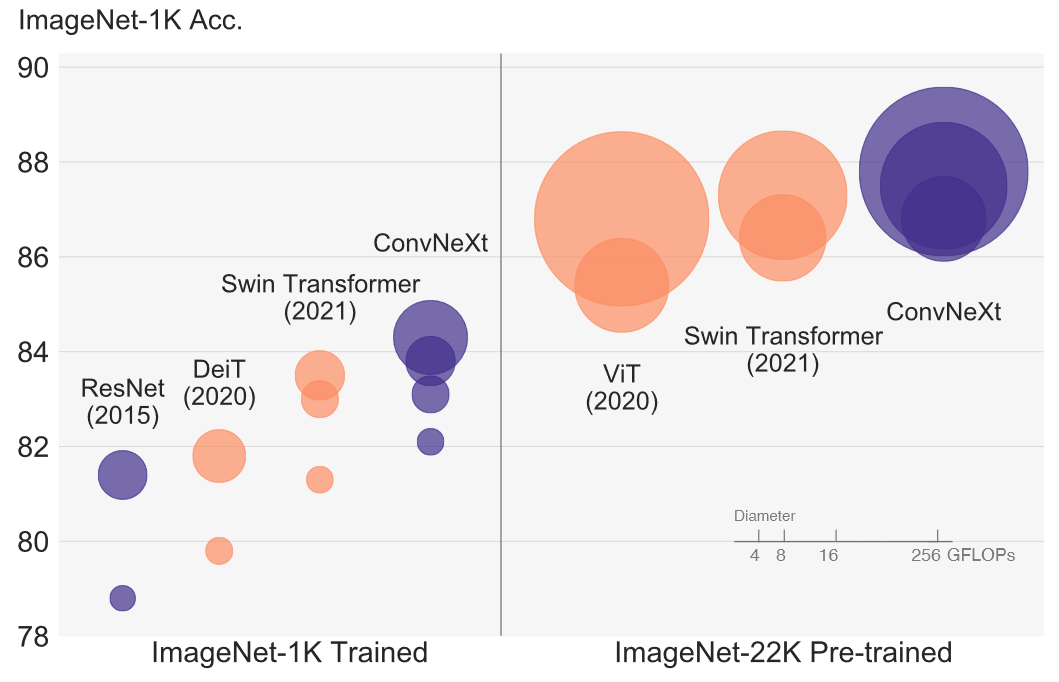 ImageNet-1K Acc.
90
88
86
84
82
80
78
ResNet
(2015)
DeiT
(2020)
Swin Transformer
(2021)
ConvNeXt
ViT
(2020)
Swin Transformer
(2021)
ConvNeXt
Diameter
4 8 16 256 GFLOPs
ImageNet-1K Trained
ImageNet-22K Pre-trained